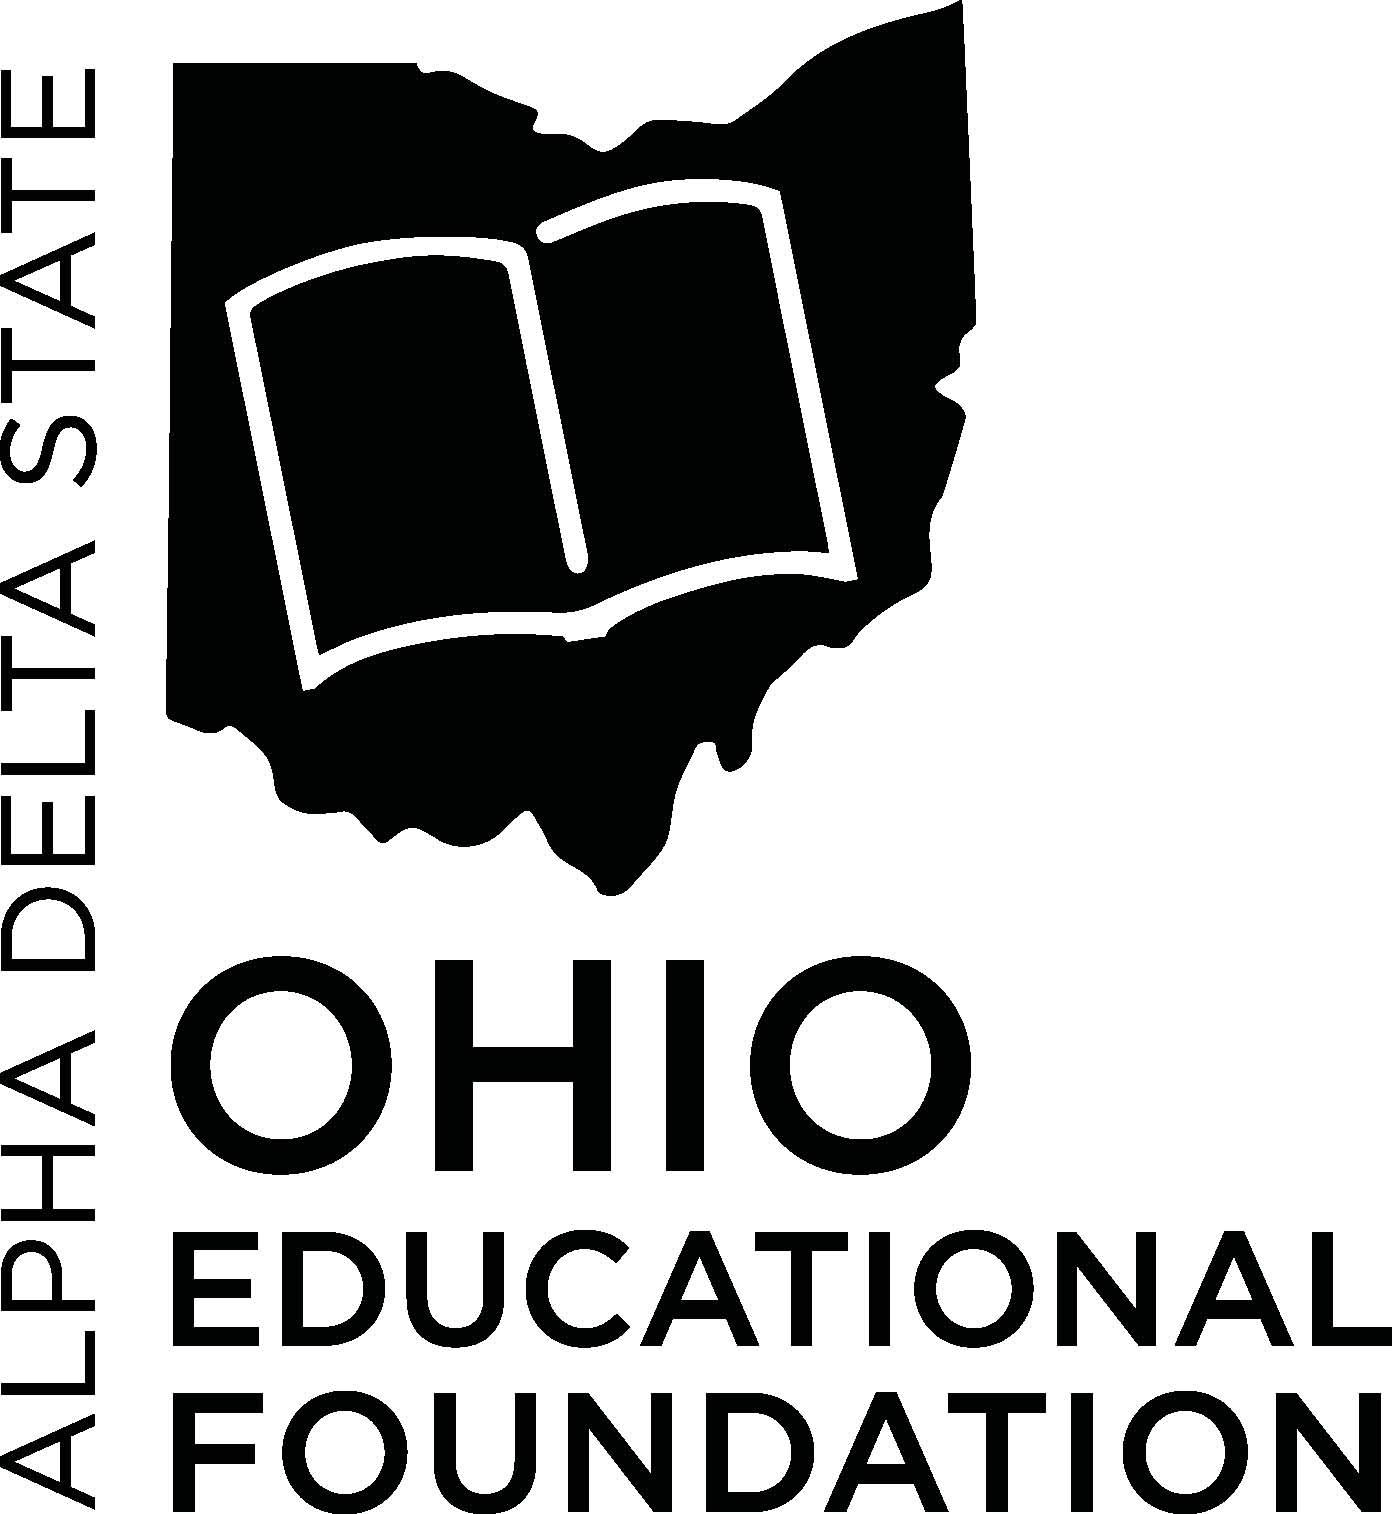 ALPHA DELTA STATE
OHIO
EDUCATIONAL
FOUNDATION